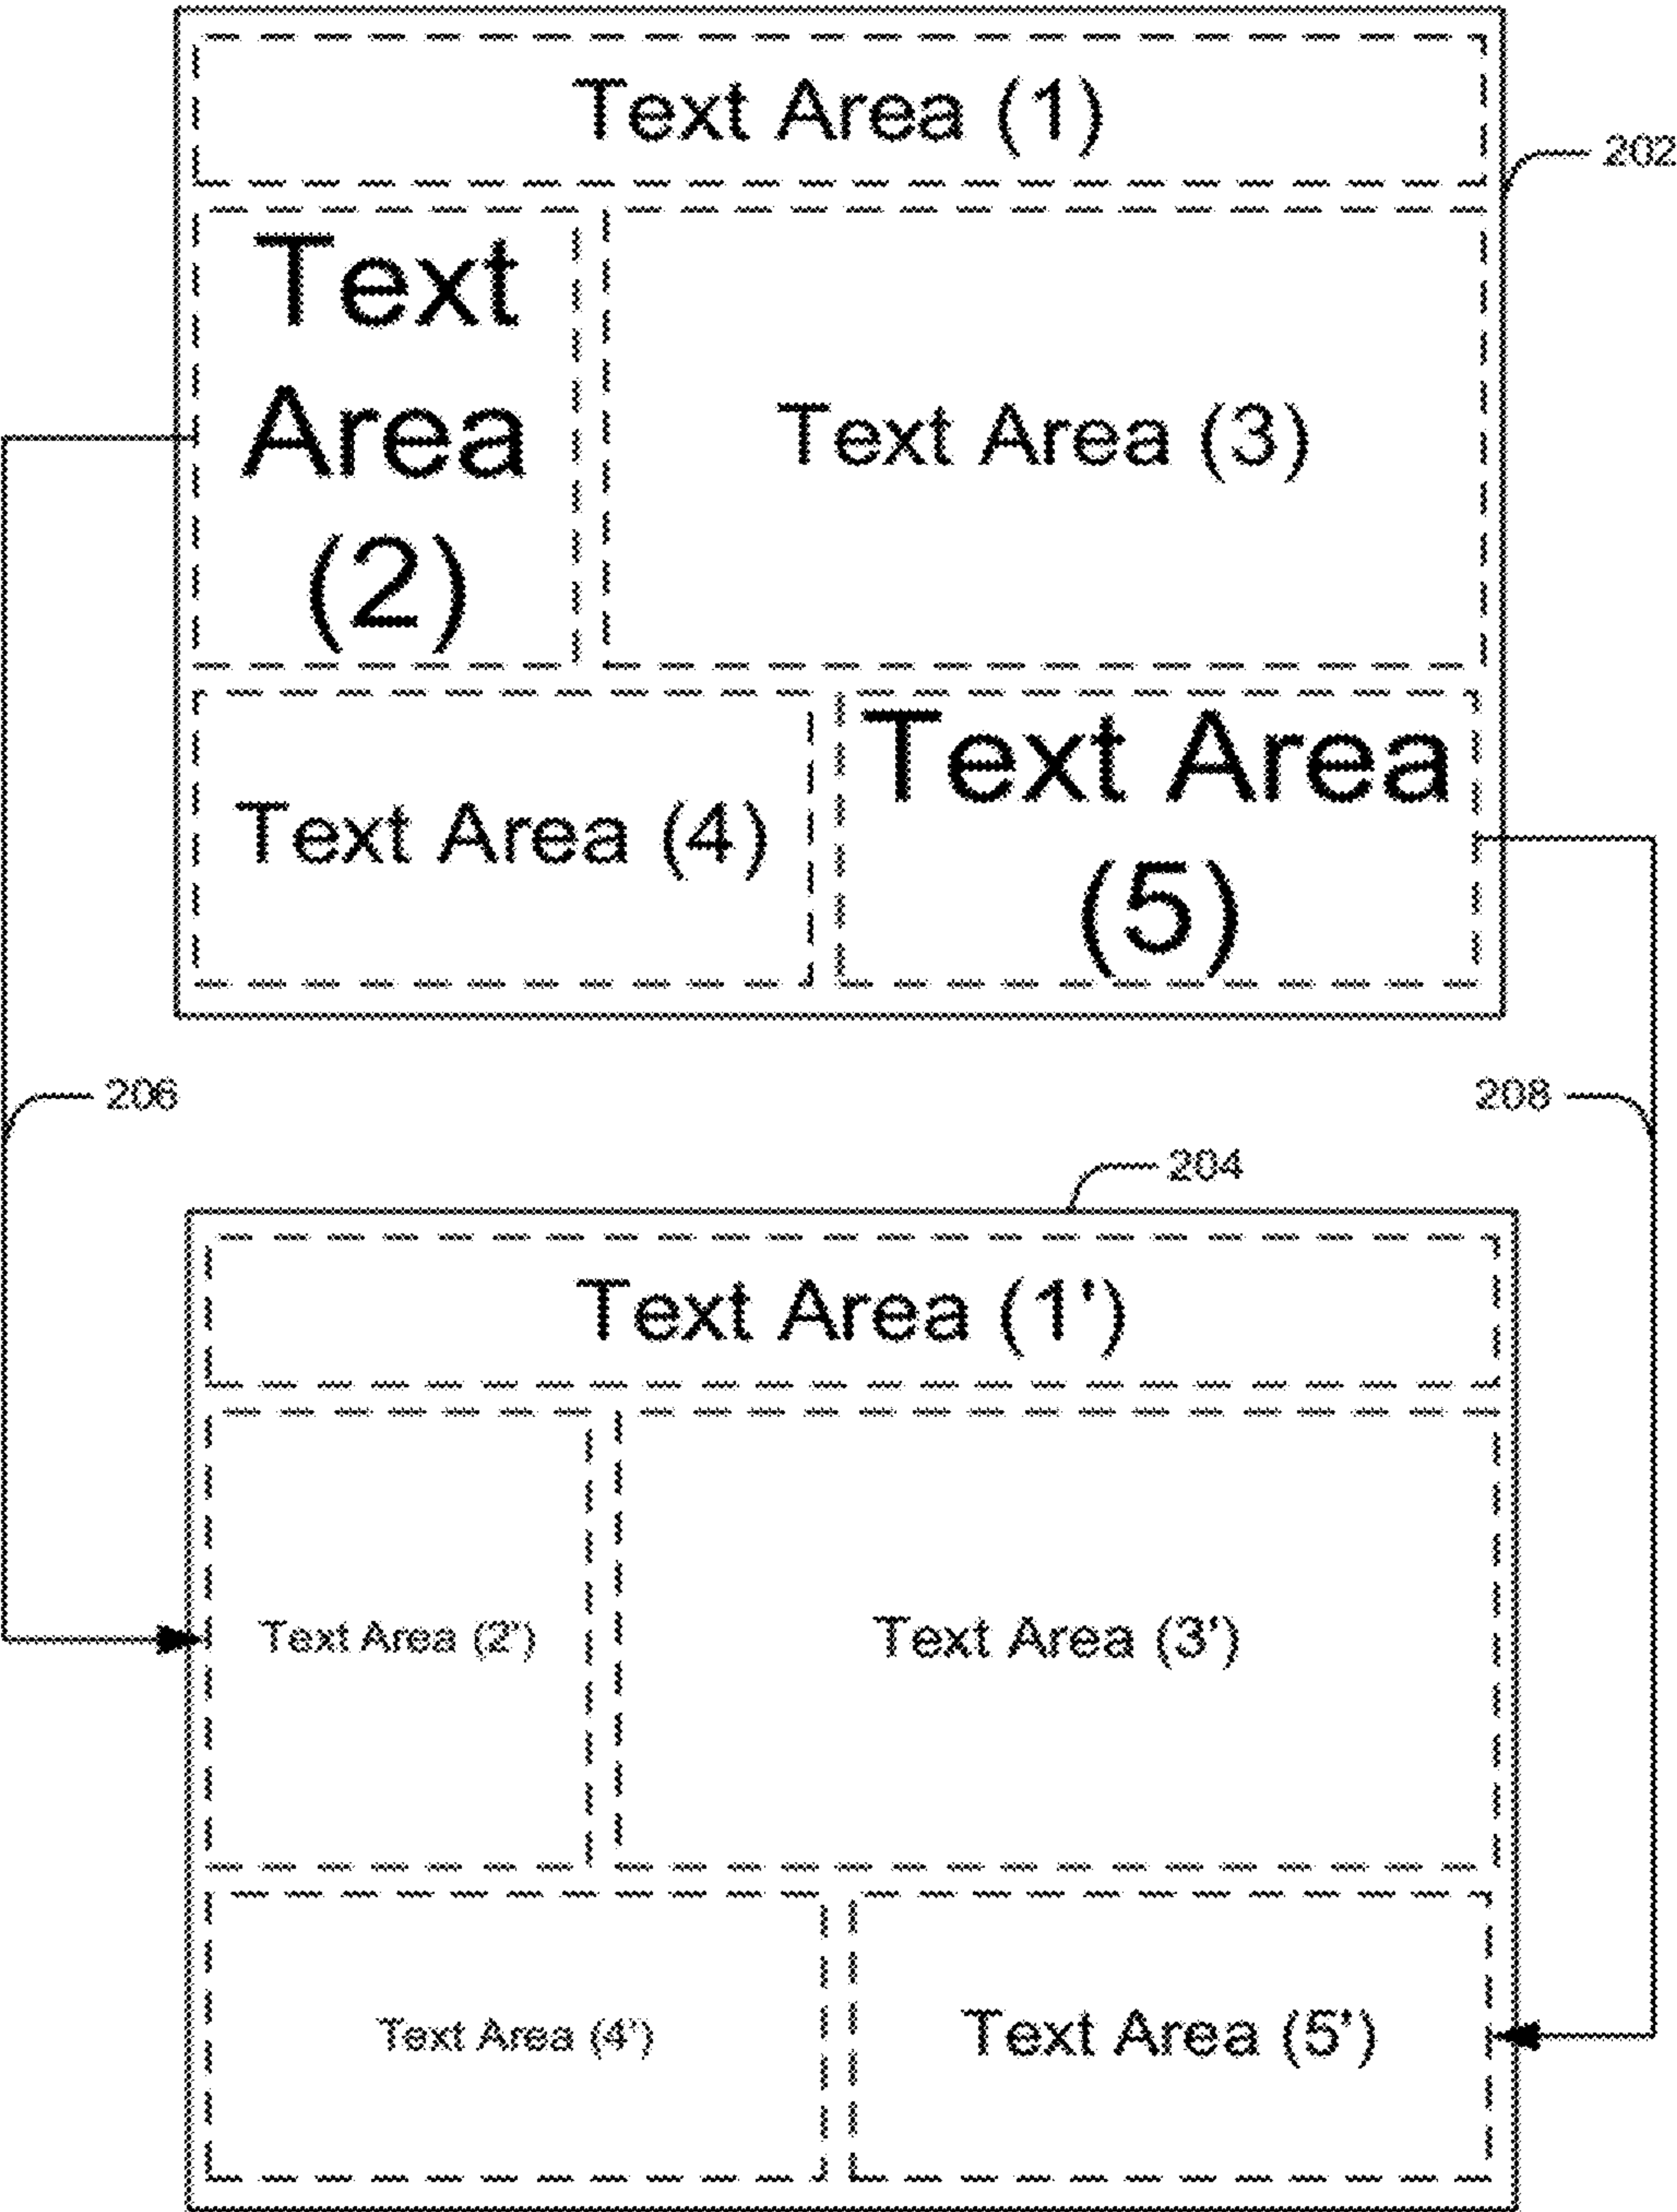 Text Area (1)
202
Text
Area
(2)
Text Area (3)
Text Area (4)
Text Area
(5)
206
208
204
Text Area (1')
Text Area (2')
Text Area (3')
Text Area (4')
Text Area (5')